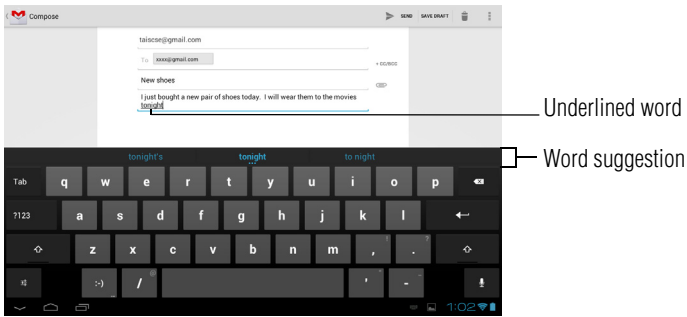 Compose SEND SAVE DRAFT
taiscse@gmail.com
To xxxx@gmail.com
+ CC/BCC
New shoes
I just bought a new pair of shoes today. I will wear them to the movies
tonight
Underlined word
tonight's tonight to night
Word suggestion
Tab q w e r t y u i o p
?123 a s d f g h j k l
z x c v b n m , ! . ?
:-) / @ ' " - _
1:02